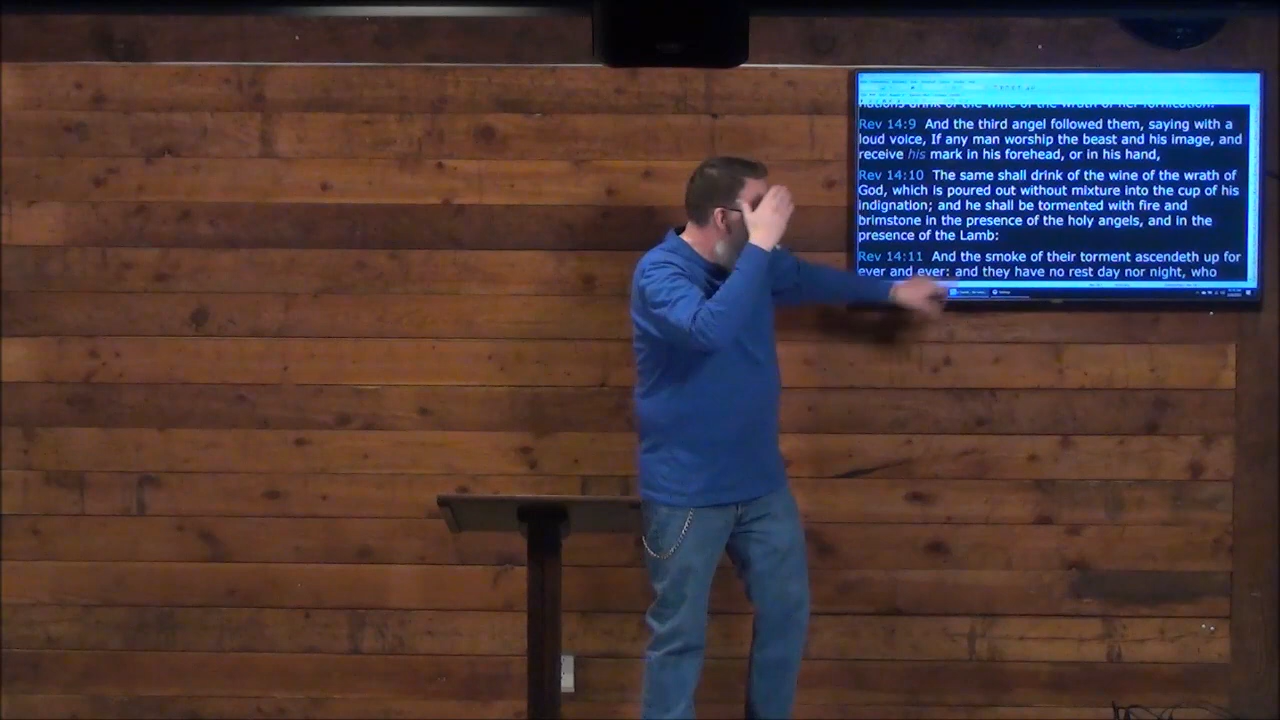 nations drink of the wine of the wrath of her fornication.
Rev 14:9 And the third angel followed them, saying with a
loud voice, If any man worship the beast and his image, and
receive his mark in his forehead, or in his hand,
Rev 14:10 The same shall drink of the wine of the wrath of
God, which is poured out without mixture into the cup of his
indignation; and he shall be tormented with fire and
brimstone in the presence of the holy angels, and in the
presence of the Lamb:
Rev 14:11 And the smoke of their torment ascendeth up for
ever and ever: and they have no rest day nor night, who